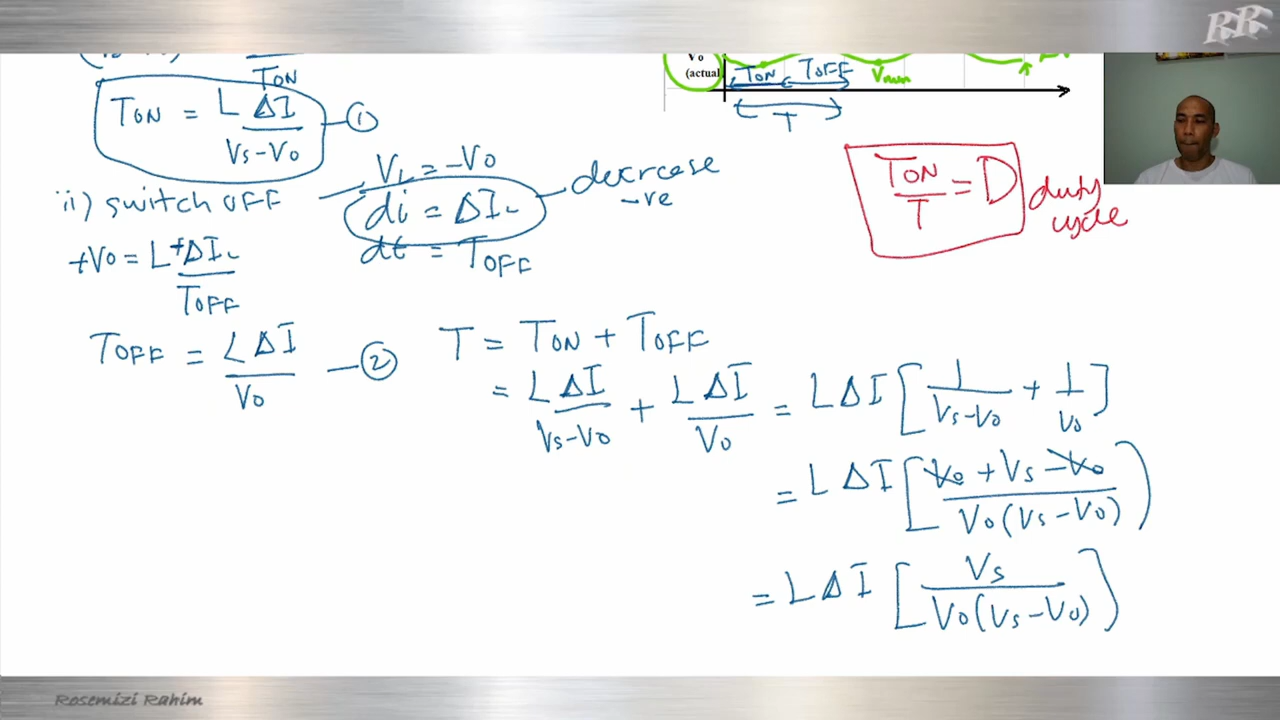 RR
TON
TON = LΔI / (Vs-Vo) — ①
Vo (actual)
TON TOFF
Vmin
T
ii) switch OFF
VL = -Vo
di = ΔIL — decrease -ve
dt = TOFF
TON / T = D duty cycle
+Vo = L +ΔIL / TOFF
TOFF = LΔI / Vo — ②
T = TON + TOFF
= LΔI / (Vs-Vo) + LΔI / Vo = LΔI [ 1 / (Vs-Vo) + 1 / Vo ]
= LΔI [ Vo + Vs - Vo / Vo(Vs-Vo) )
= LΔI [ Vs / Vo(Vs-Vo) )
Rosemizi Rahim